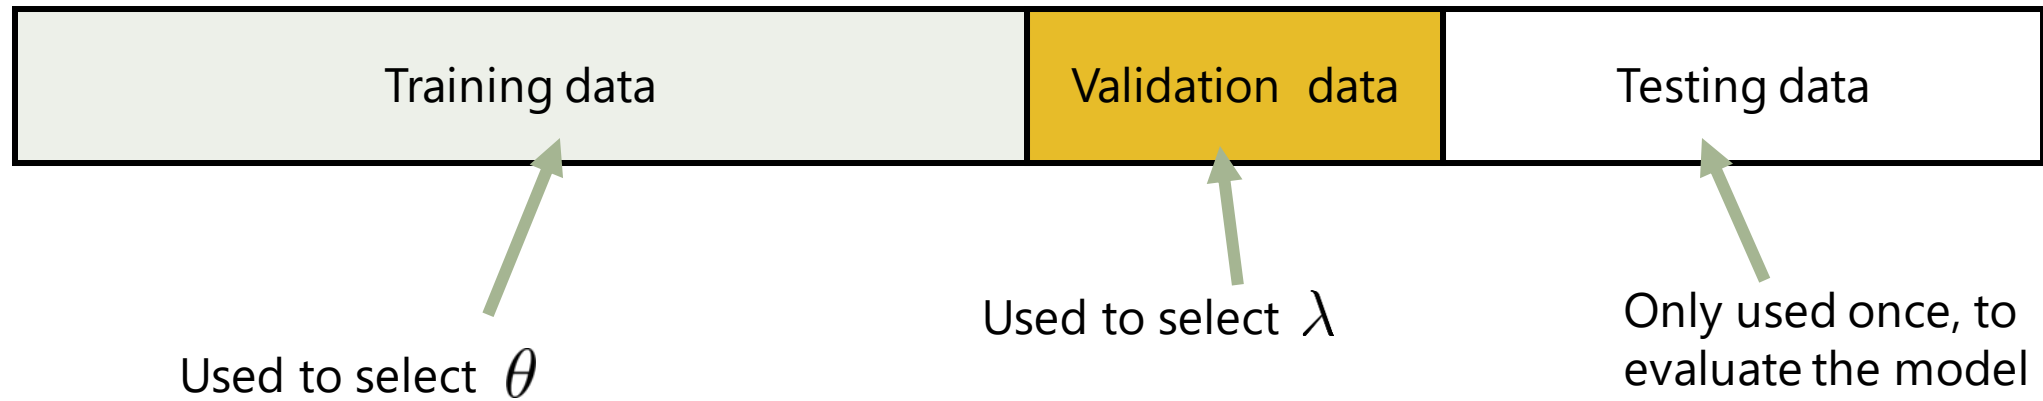 Training data
Validation data
Testing data
Used to select θ
Used to select λ
Only used once, to
evaluate the model